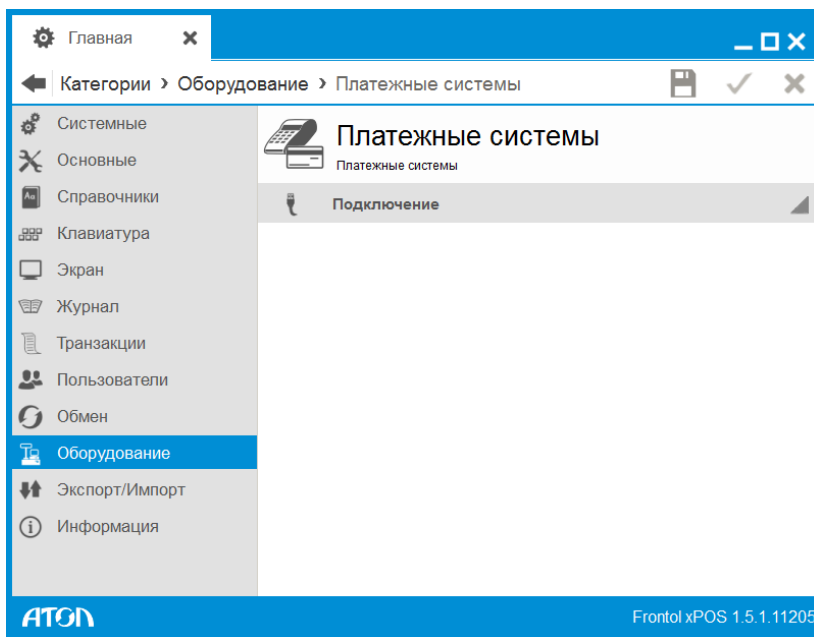 Главная
Категории › Оборудование › Платежные системы
Системные
Основные
Справочники
Клавиатура
Экран
Журнал
Транзакции
Пользователи
Обмен
Оборудование
Экспорт/Импорт
Информация
Платежные системы
Платежные системы
Подключение
АТОЛ
Frontol xPOS 1.5.1.11205